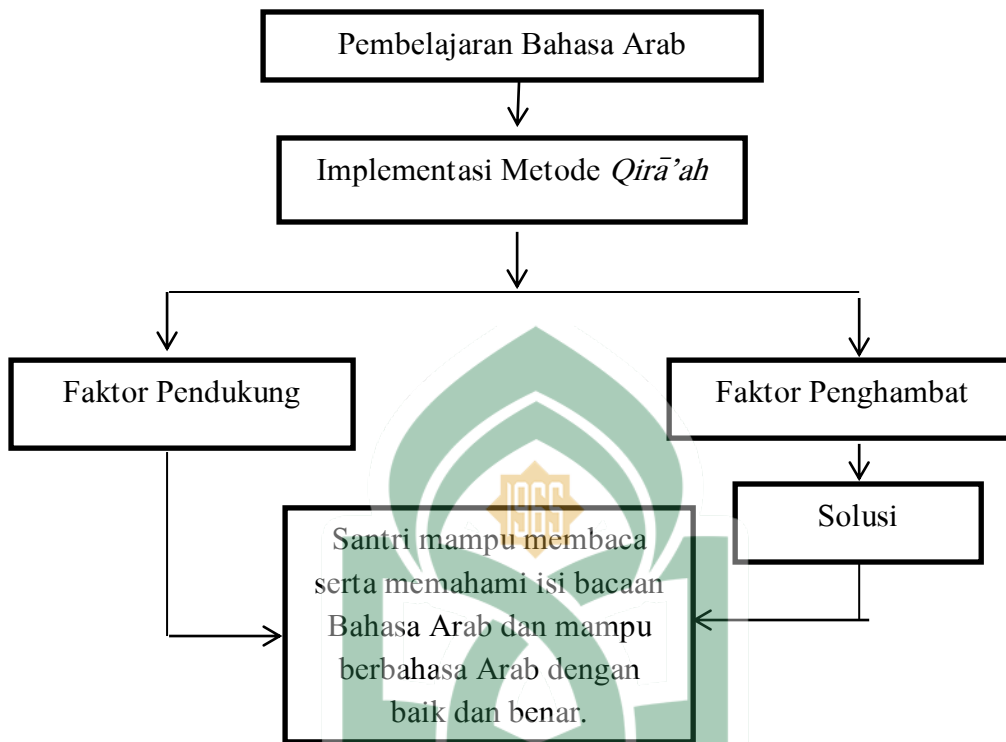 Pembelajaran Bahasa Arab
Implementasi Metode Qirā’ah
Faktor Pendukung
Faktor Penghambat
Solusi
1965
Santri mampu membaca
serta memahami isi bacaan
Bahasa Arab dan mampu
berbahasa Arab dengan
baik dan benar.